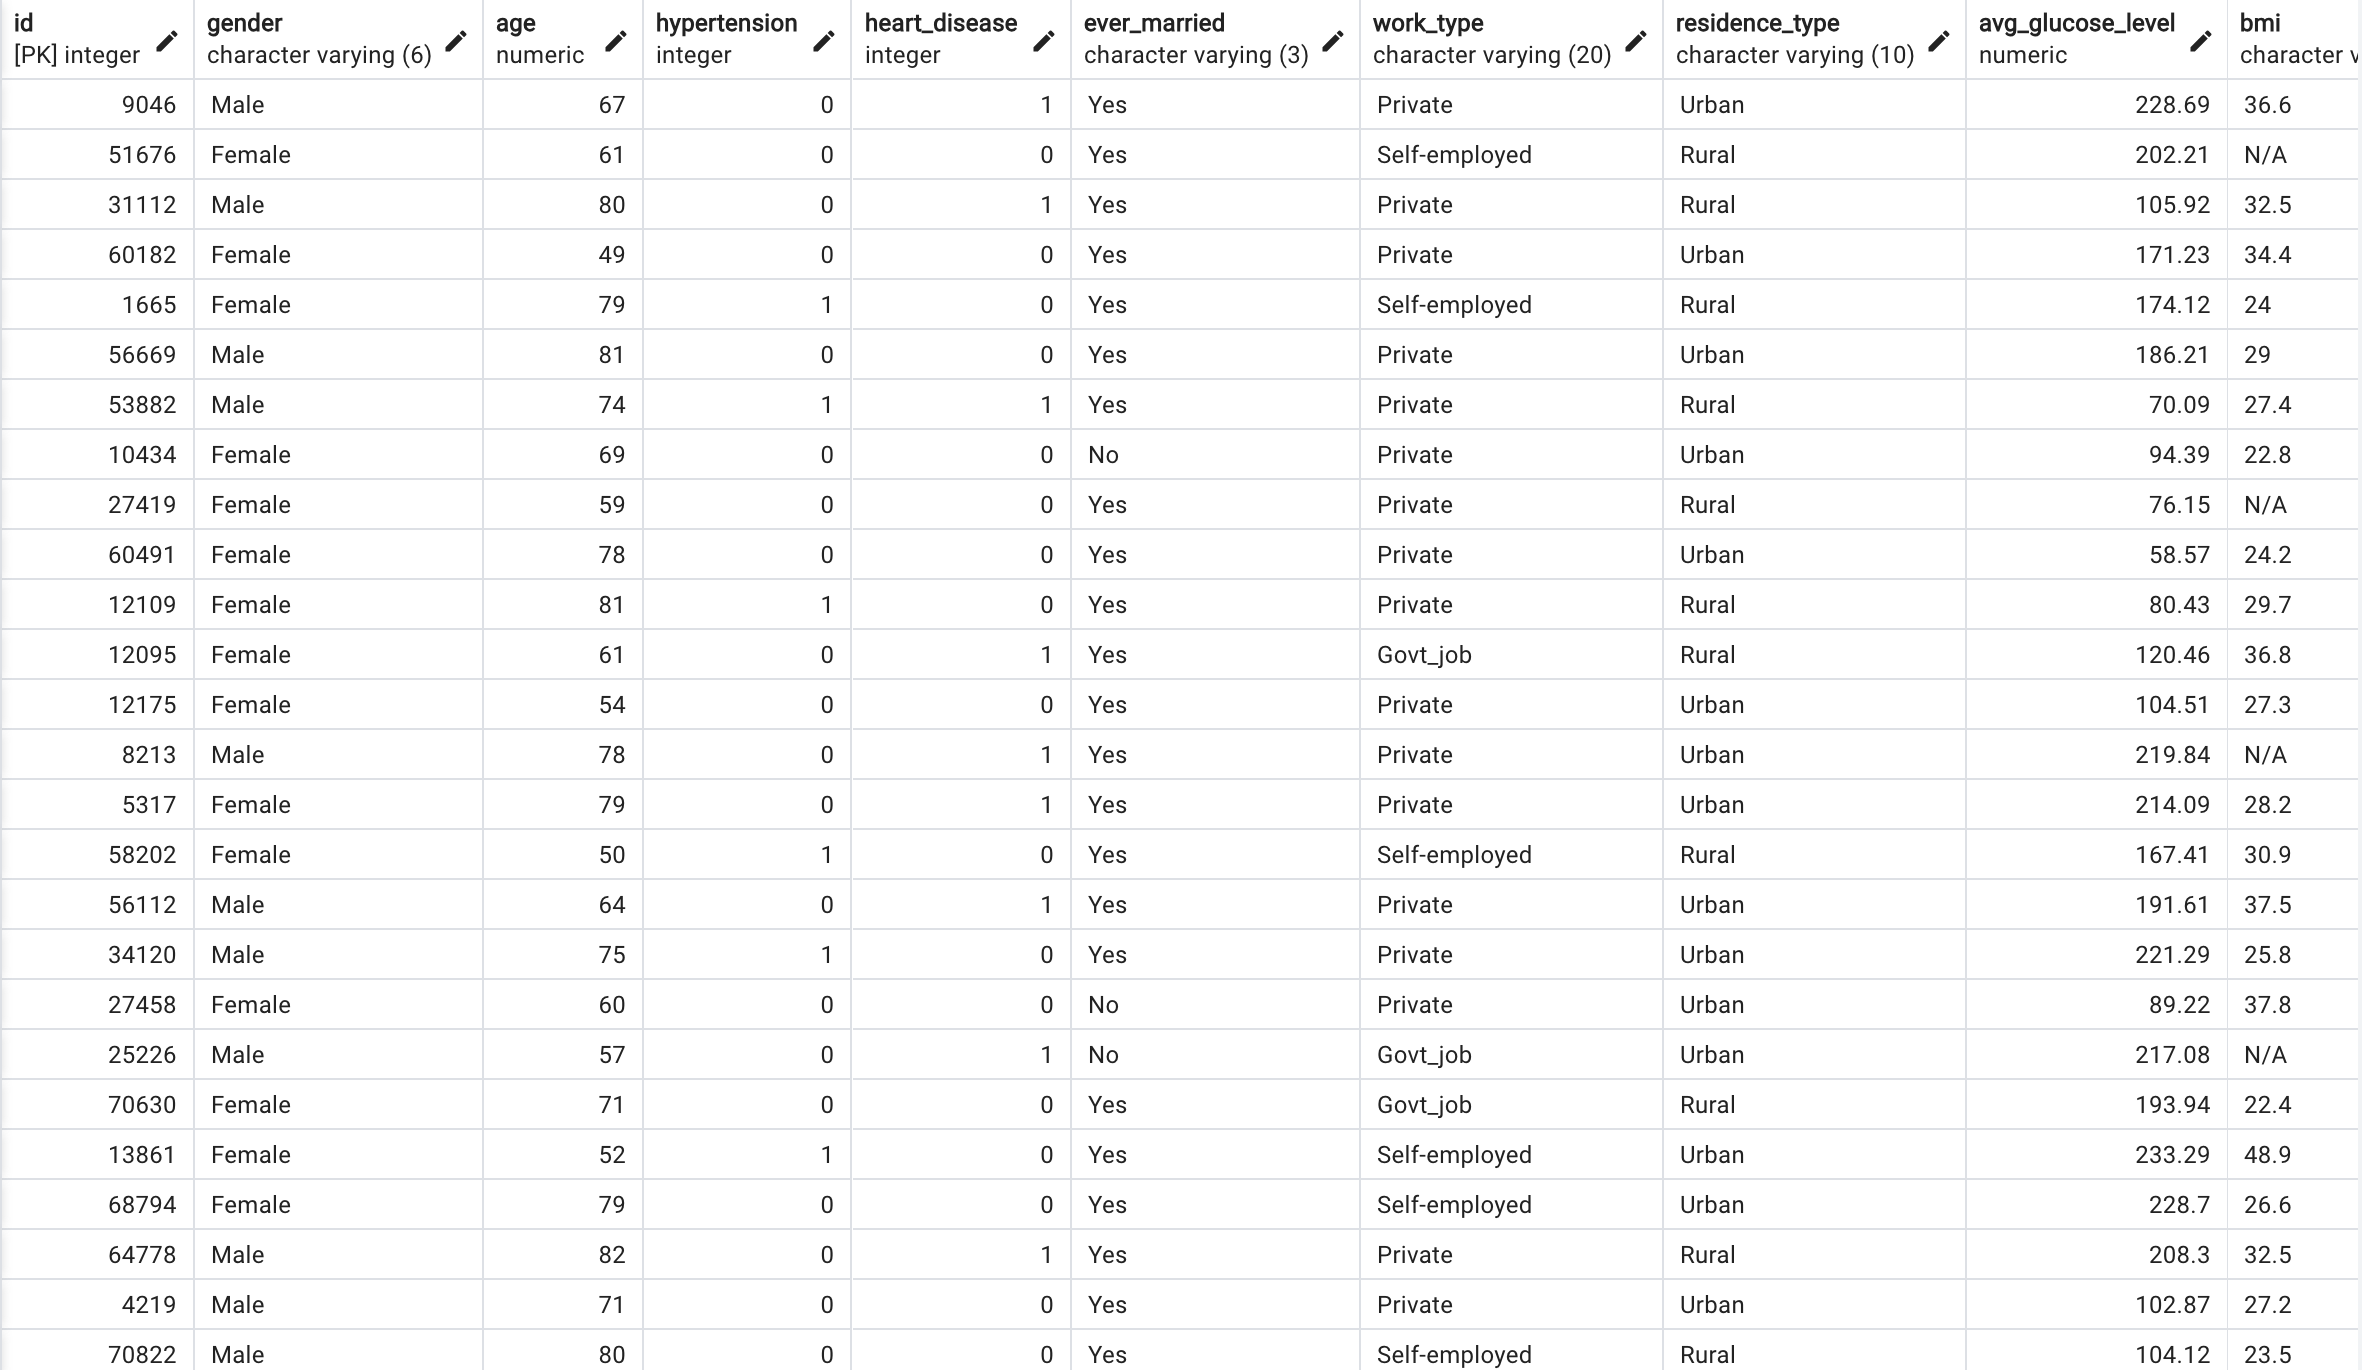 id gender age hypertension heart_disease ever_married work_type residence_type avg_glucose_level bmi
[PK] integer character varying (6) numeric integer integer character varying (3) character varying (20) character varying (10) numeric character v
9046 Male 67 0 1 Yes Private Urban 228.69 36.6
51676 Female 61 0 0 Yes Self-employed Rural 202.21 N/A
31112 Male 80 0 1 Yes Private Rural 105.92 32.5
60182 Female 49 0 0 Yes Private Urban 171.23 34.4
1665 Female 79 1 0 Yes Self-employed Rural 174.12 24
56669 Male 81 0 0 Yes Private Urban 186.21 29
53882 Male 74 1 1 Yes Private Rural 70.09 27.4
10434 Female 69 0 0 No Private Urban 94.39 22.8
27419 Female 59 0 0 Yes Private Rural 76.15 N/A
60491 Female 78 0 0 Yes Private Urban 58.57 24.2
12109 Female 81 1 0 Yes Private Rural 80.43 29.7
12095 Female 61 0 1 Yes Govt_job Rural 120.46 36.8
12175 Female 54 0 0 Yes Private Urban 104.51 27.3
8213 Male 78 0 1 Yes Private Urban 219.84 N/A
5317 Female 79 0 1 Yes Private Urban 214.09 28.2
58202 Female 50 1 0 Yes Self-employed Rural 167.41 30.9
56112 Male 64 0 1 Yes Private Urban 191.61 37.5
34120 Male 75 1 0 Yes Private Urban 221.29 25.8
27458 Female 60 0 0 No Private Urban 89.22 37.8
25226 Male 57 0 1 No Govt_job Urban 217.08 N/A
70630 Female 71 0 0 Yes Govt_job Rural 193.94 22.4
13861 Female 52 1 0 Yes Self-employed Urban 233.29 48.9
68794 Female 79 0 0 Yes Self-employed Urban 228.7 26.6
64778 Male 82 0 1 Yes Private Rural 208.3 32.5
4219 Male 71 0 0 Yes Private Urban 102.87 27.2
70822 Male 80 0 0 Yes Self-employed Rural 104.12 23.5